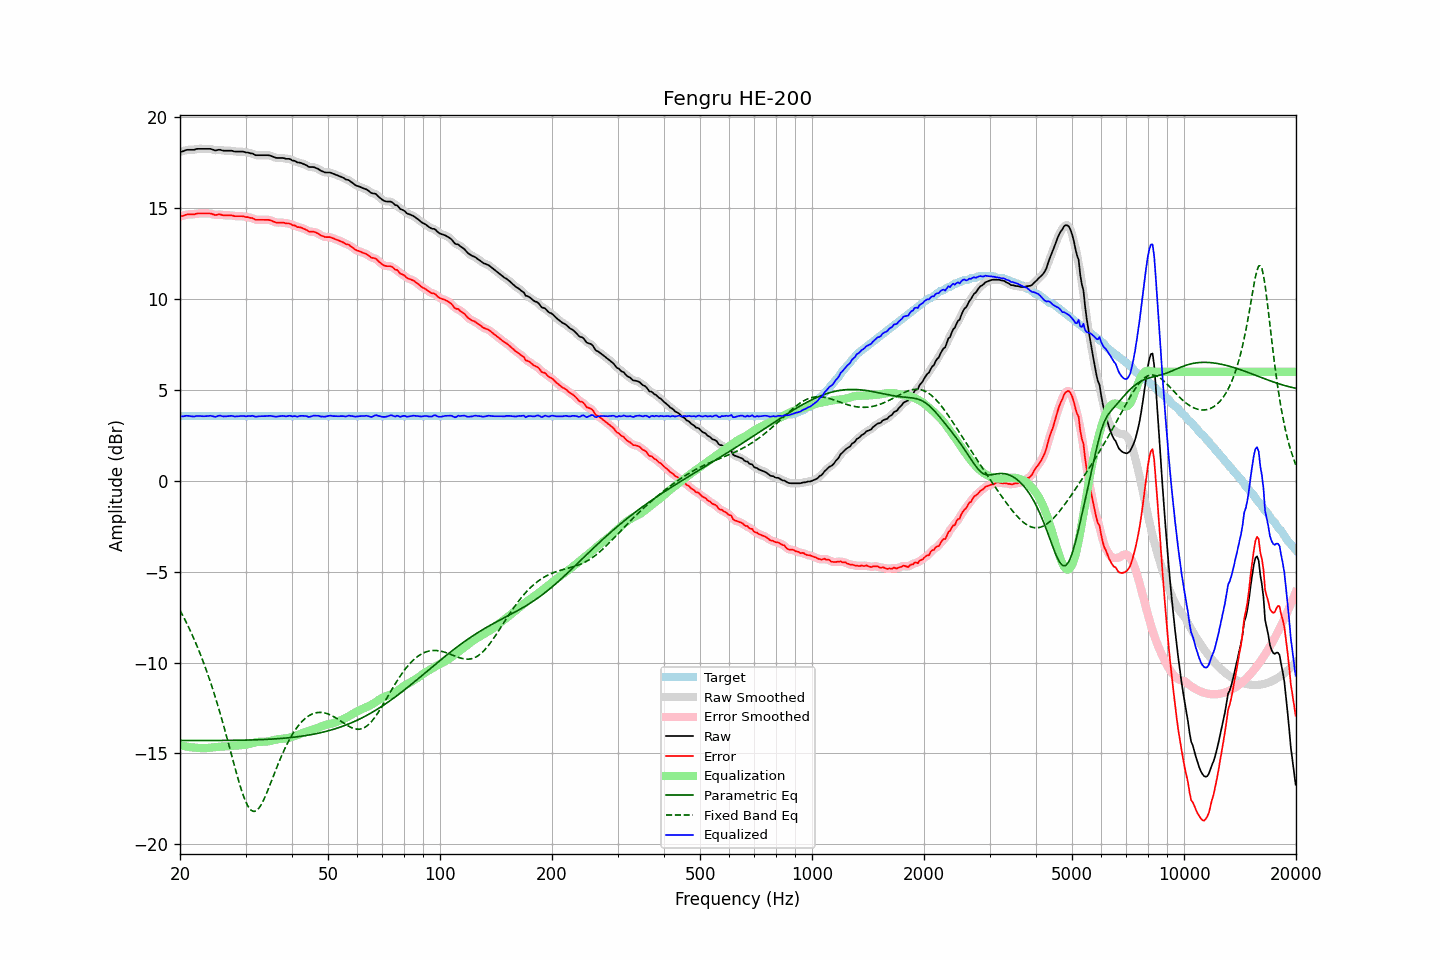 Fengru HE-200
20
15
10
5
0
−5
−10
−15
−20
Amplitude (dBr)
20
50
100
200
500
1000
2000
5000
10000
20000
Frequency (Hz)
Target
Raw Smoothed
Error Smoothed
Raw
Error
Equalization
Parametric Eq
Fixed Band Eq
Equalized